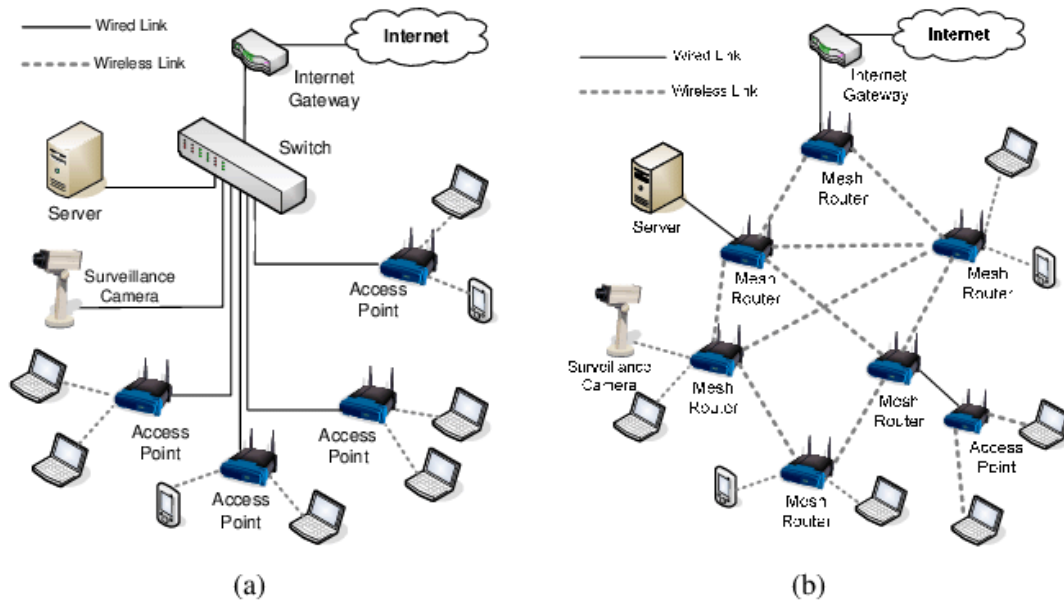 Wired Link
Wireless Link
Internet
Internet
Gateway
Switch
Server
Surveillance
Camera
Access
Point
Access
Point
Access
Point
Access
Point
(a)
Wired Link
Wireless Link
Internet
Internet
Gateway
Mesh
Router
Server
Mesh
Router
Mesh
Router
Surveillance
Camera
Mesh
Router
Mesh
Router
Access
Point
Mesh
Router
(b)